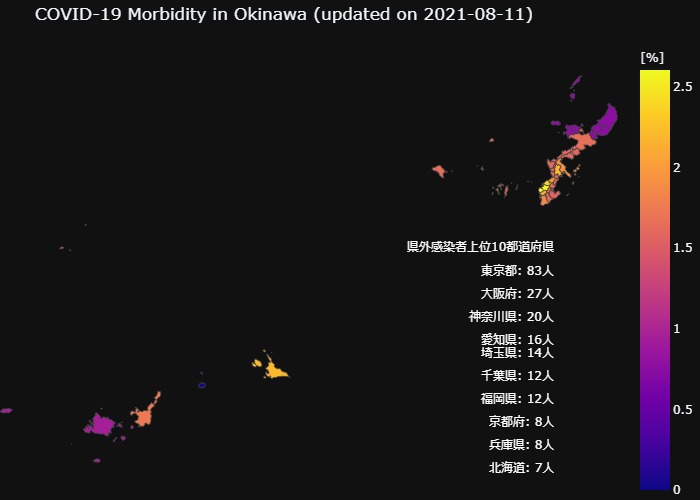 COVID-19 Morbidity in Okinawa (updated on 2021-08-11)
[%]
2.5
2
1.5
1
0.5
0
県外感染者上位10都道府県
東京都: 83人
大阪府: 27人
神奈川県: 20人
愛知県: 16人
埼玉県: 14人
千葉県: 12人
福岡県: 12人
京都府: 8人
兵庫県: 8人
北海道: 7人